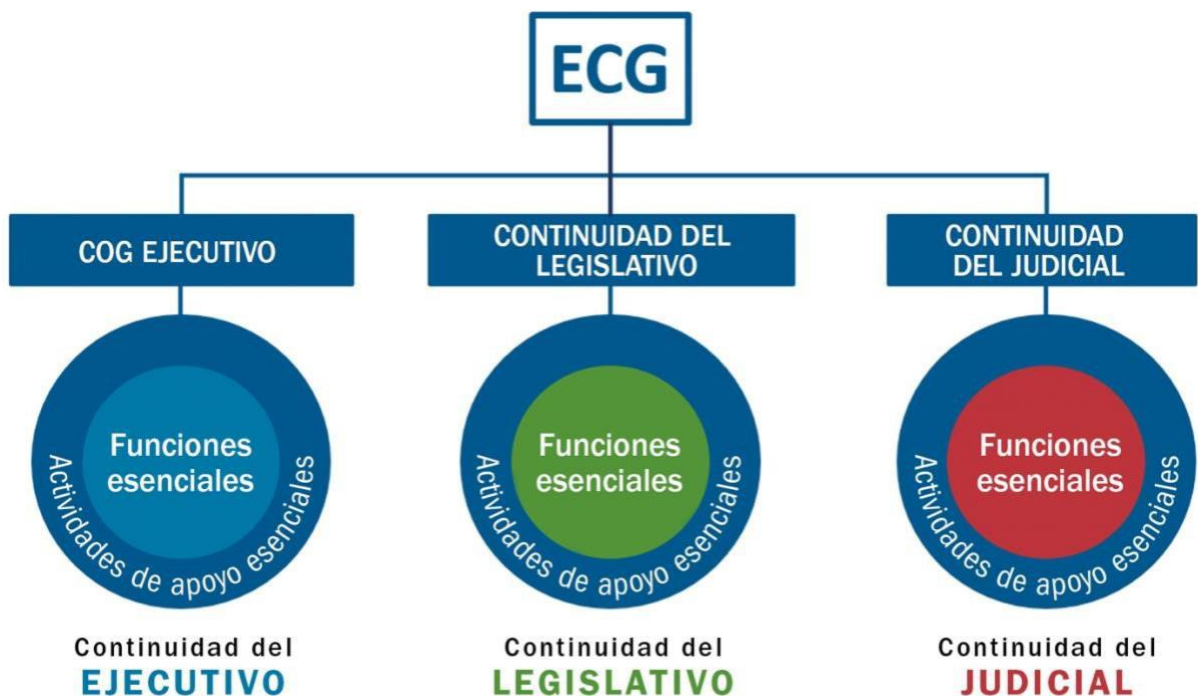 ECG
COG EJECUTIVO
CONTINUIDAD DEL
LEGISLATIVO
CONTINUIDAD
DEL JUDICIAL
Funciones
esenciales
Actividades de apoyo esenciales
Funciones
esenciales
Actividades de apoyo esenciales
Funciones
esenciales
Actividades de apoyo esenciales
Continuidad del
EJECUTIVO
Continuidad del
LEGISLATIVO
Continuidad del
JUDICIAL